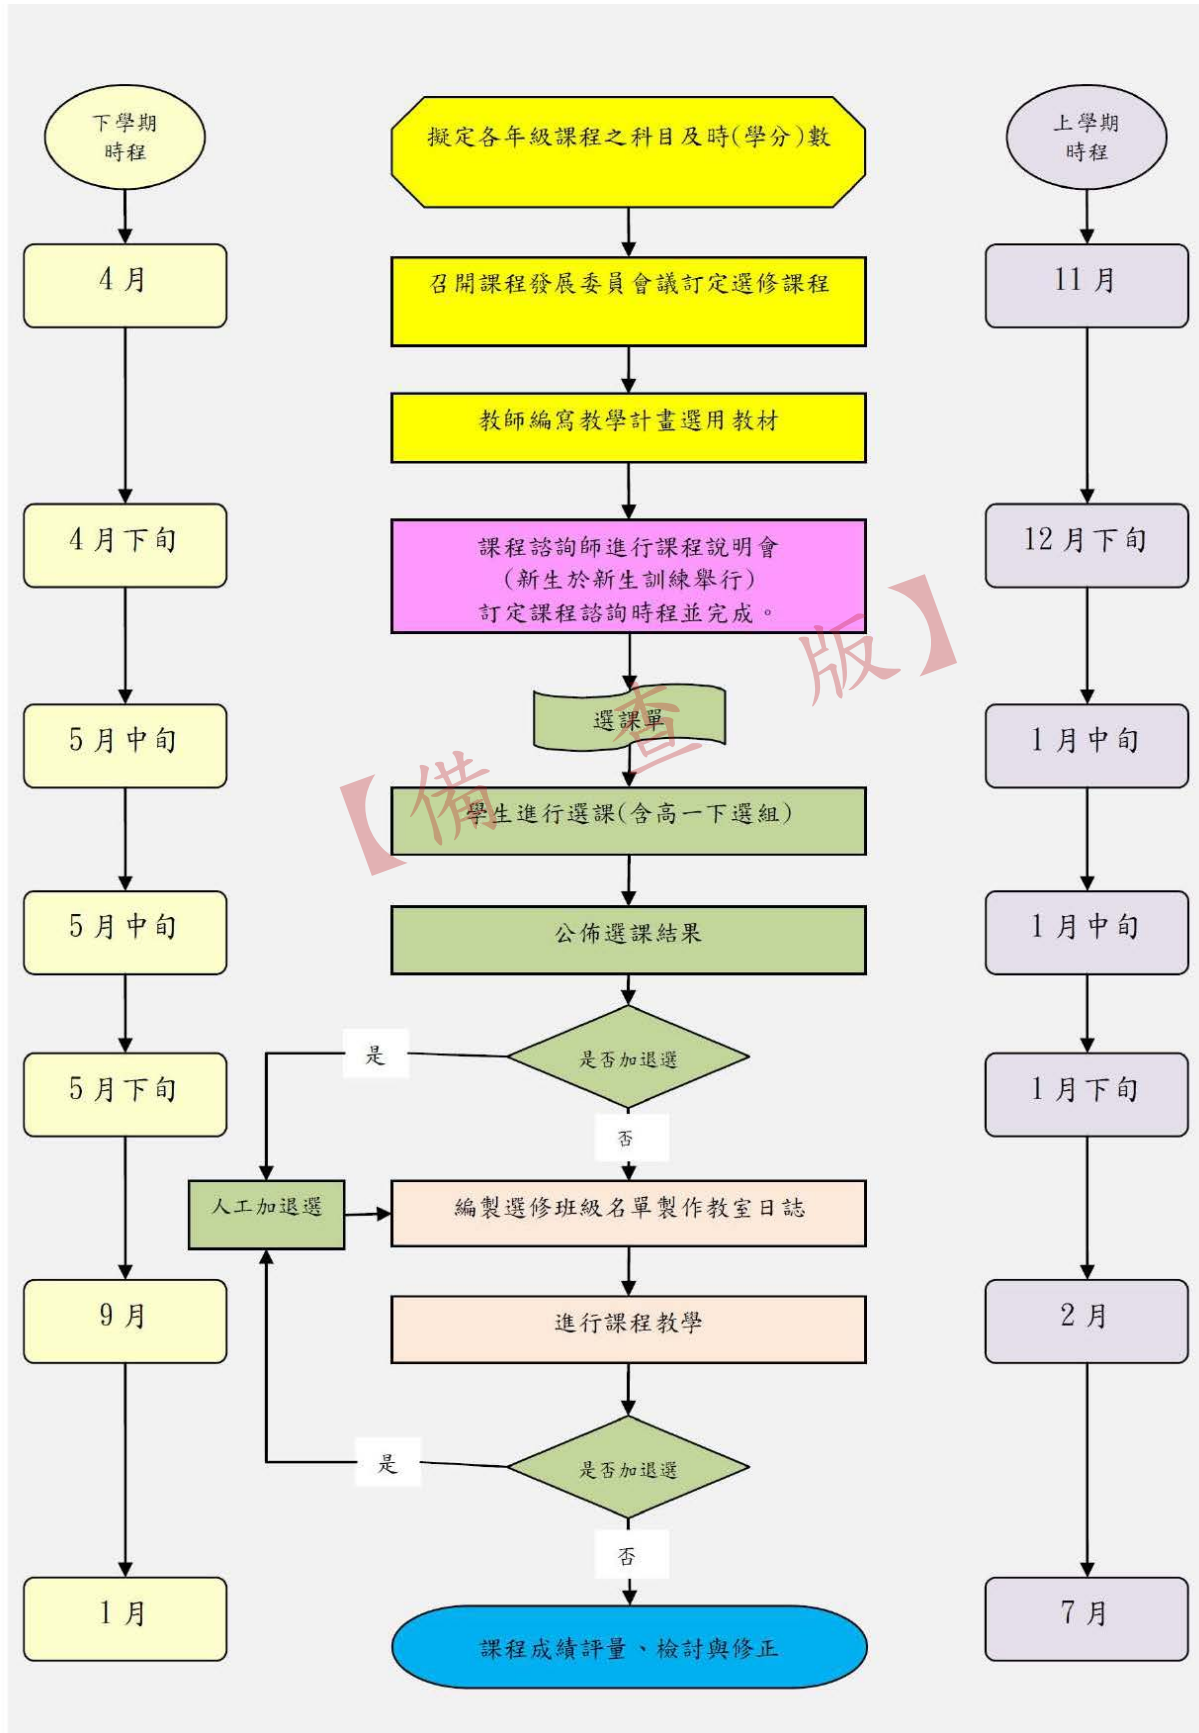 下學期
時程
4 月
4 月下旬
5 月中旬
5 月中旬
5 月下旬
9 月
1 月
擬定各年級課程之科目及時(學分)數
召開課程發展委員會議訂定選修課程
教師編寫教學計畫選用教材
課程諮詢師進行課程說明會
(新生於新生訓練舉行)
訂定課程諮詢時程並完成。
選課單
學生進行選課(含高一下選組)
公佈選課結果
是否加退選
是
否
人工加退選
編製選修班級名單製作教室日誌
進行課程教學
是否加退選
是
否
課程成績評量、檢討與修正
上學期
時程
11 月
12 月下旬
1 月中旬
1 月中旬
1 月下旬
2 月
7 月
【備 查 版】